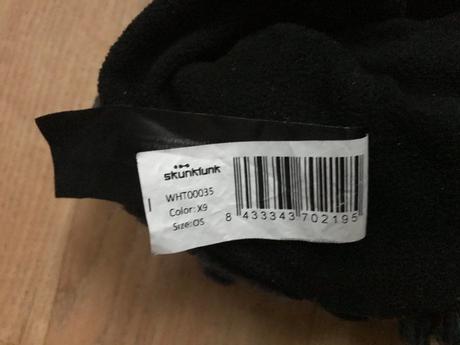 skunkfunk
WHT00035
Color: X9
Size: OS
8 433343 702195